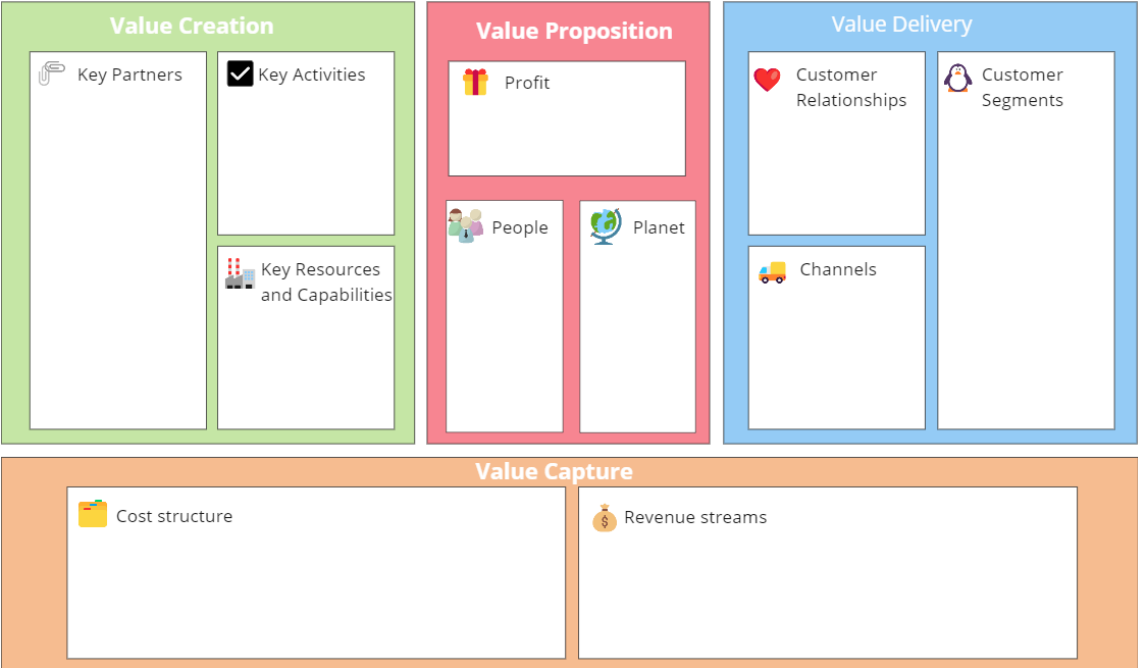 Value Creation
Key Partners
Key Activities
Key Resources
and Capabilities
Value Proposition
Profit
People
Planet
Value Delivery
Customer
Relationships
Customer
Segments
Channels
Value Capture
Cost structure
$
Revenue streams